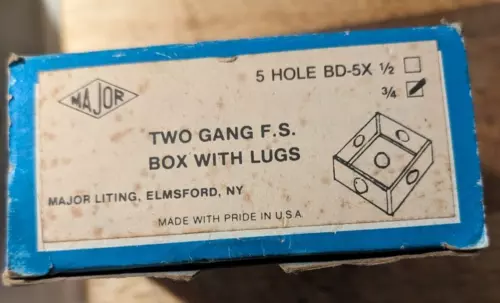 MAJOR
5 HOLE BD-5X 1/2
3/4
TWO GANG F.S.
BOX WITH LUGS
MAJOR LITING, ELMSFORD, NY
MADE WITH PRIDE IN U.S.A.